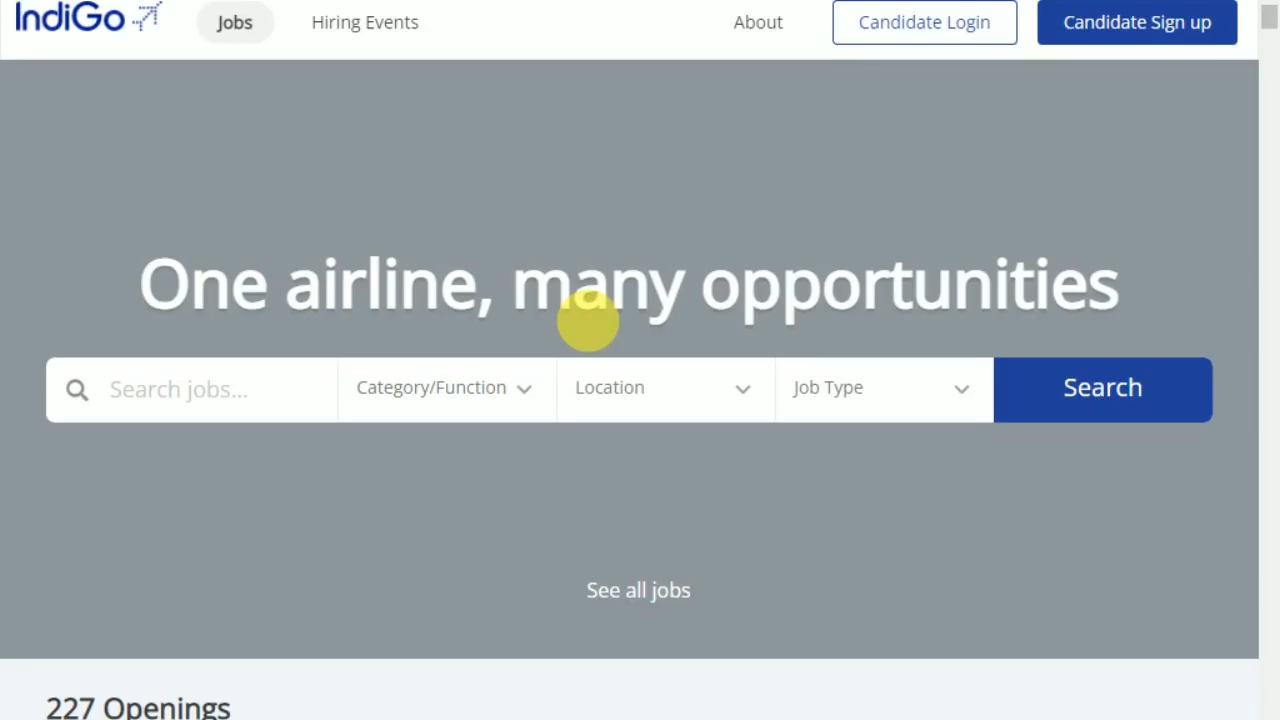 IndiGo
Jobs
Hiring Events
About
Candidate Login
Candidate Sign up
One airline, many opportunities
Search jobs...
Category/Function
Location
Job Type
Search
See all jobs
227 Openings